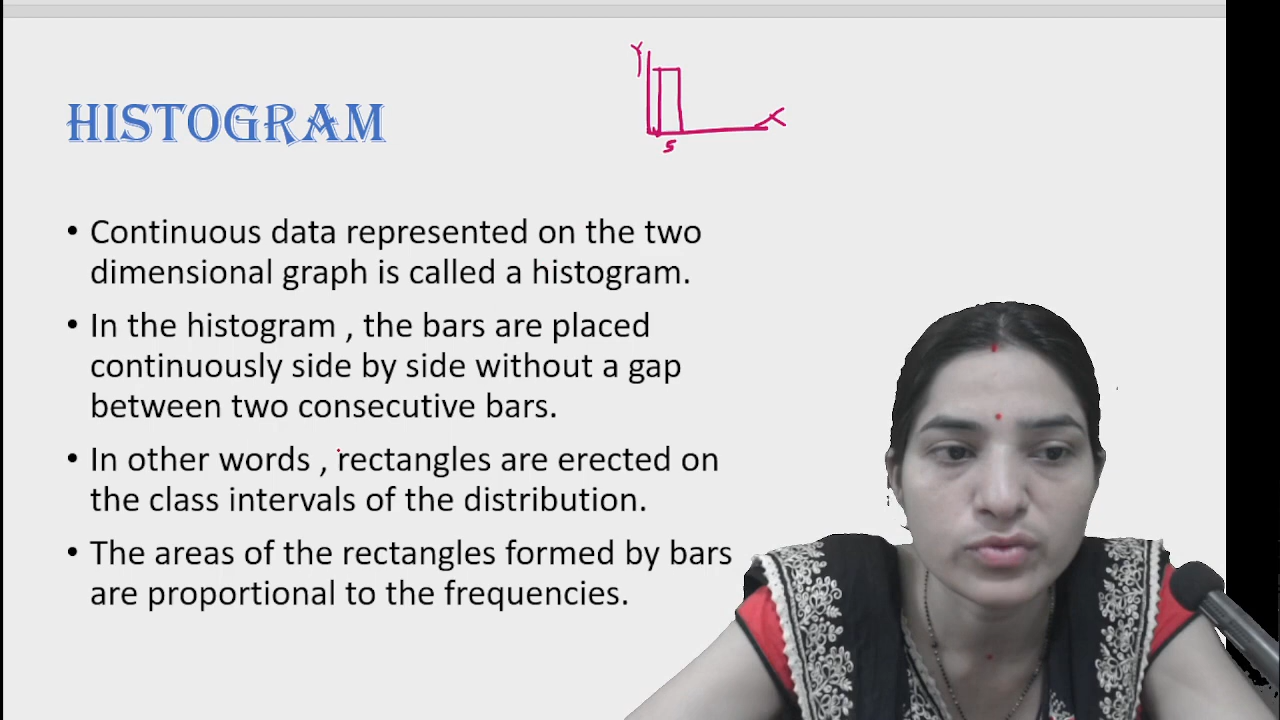 Y
HISTOGRAM
X
5
• Continuous data represented on the two
dimensional graph is called a histogram.
• In the histogram , the bars are placed
continuously side by side without a gap
between two consecutive bars.
• In other words , rectangles are erected on
the class intervals of the distribution.
• The areas of the rectangles formed by bars
are proportional to the frequencies.